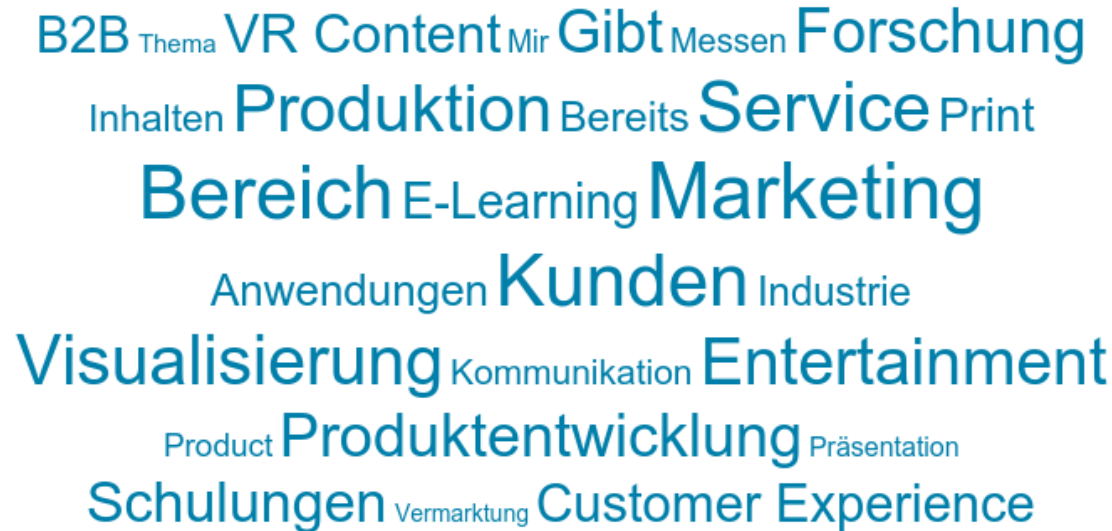 B2B Thema VR Content Mir Gibt Messen Forschung
Inhalten Produktion Bereits Service Print
Bereich E-Learning Marketing
Anwendungen Kunden Industrie
Visualisierung Kommunikation Entertainment
Product Produktentwicklung Präsentation
Schulungen Vermarktung Customer Experience